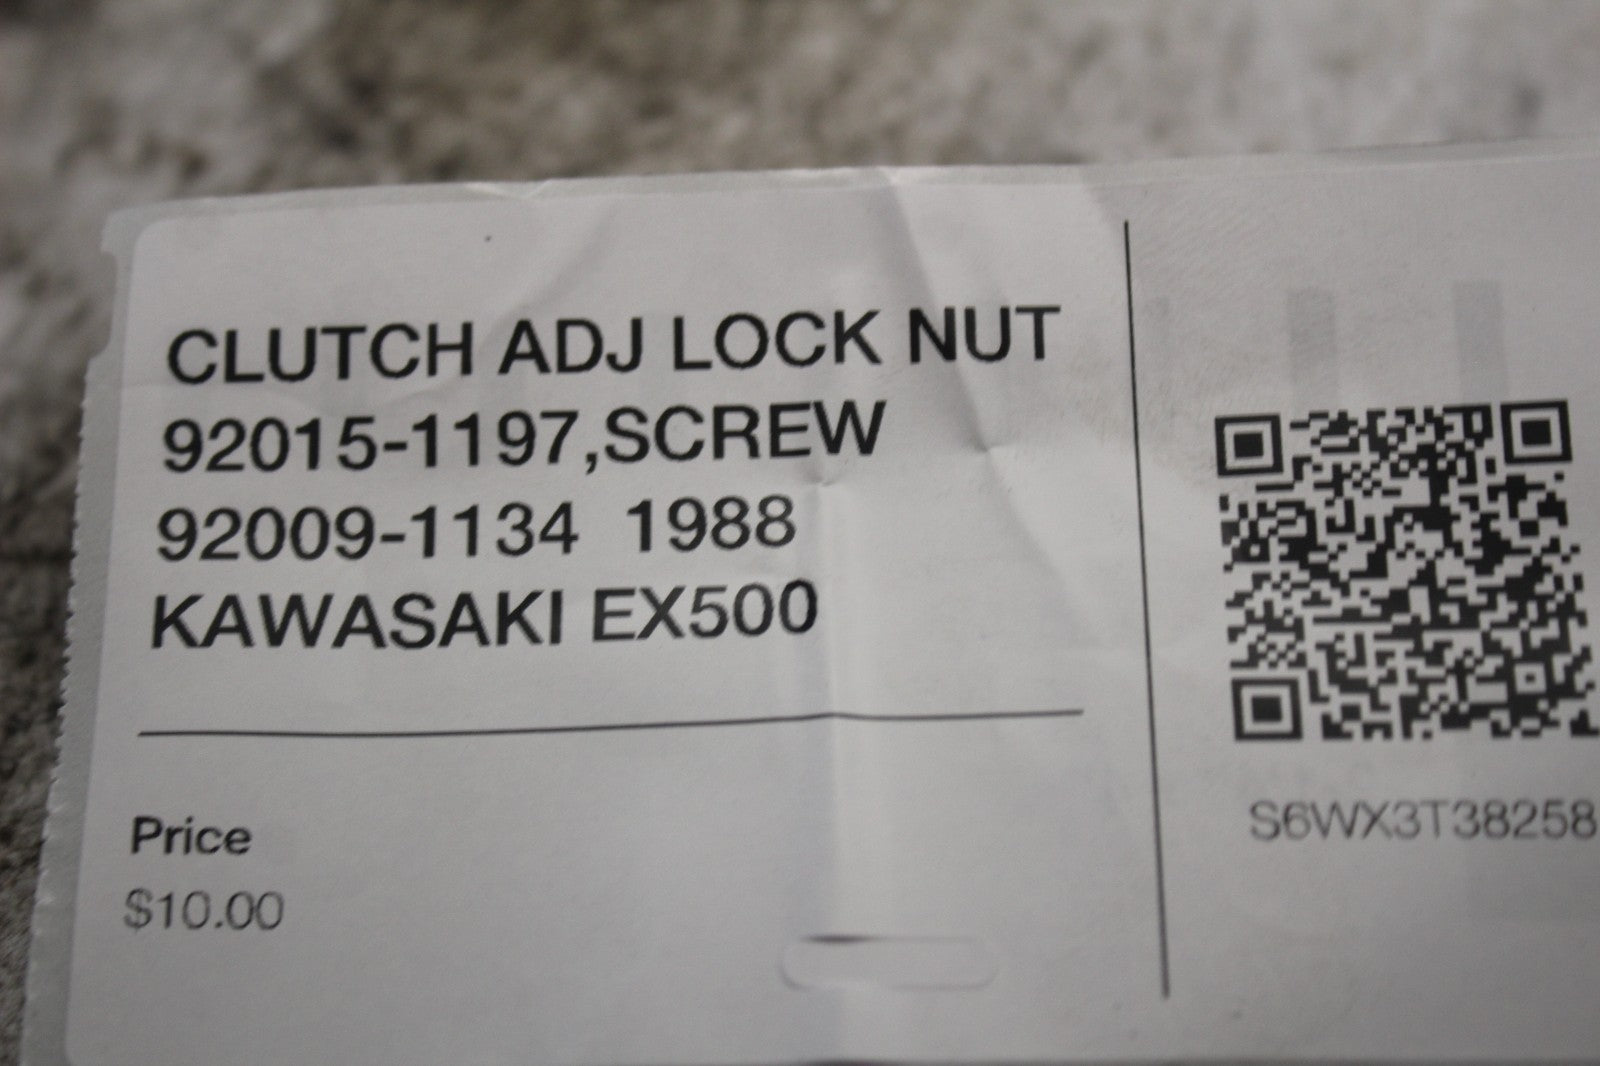 CLUTCH ADJ LOCK NUT
92015-1197,SCREW
92009-1134  1988
KAWASAKI EX500
Price
$10.00
S6WX3T38258